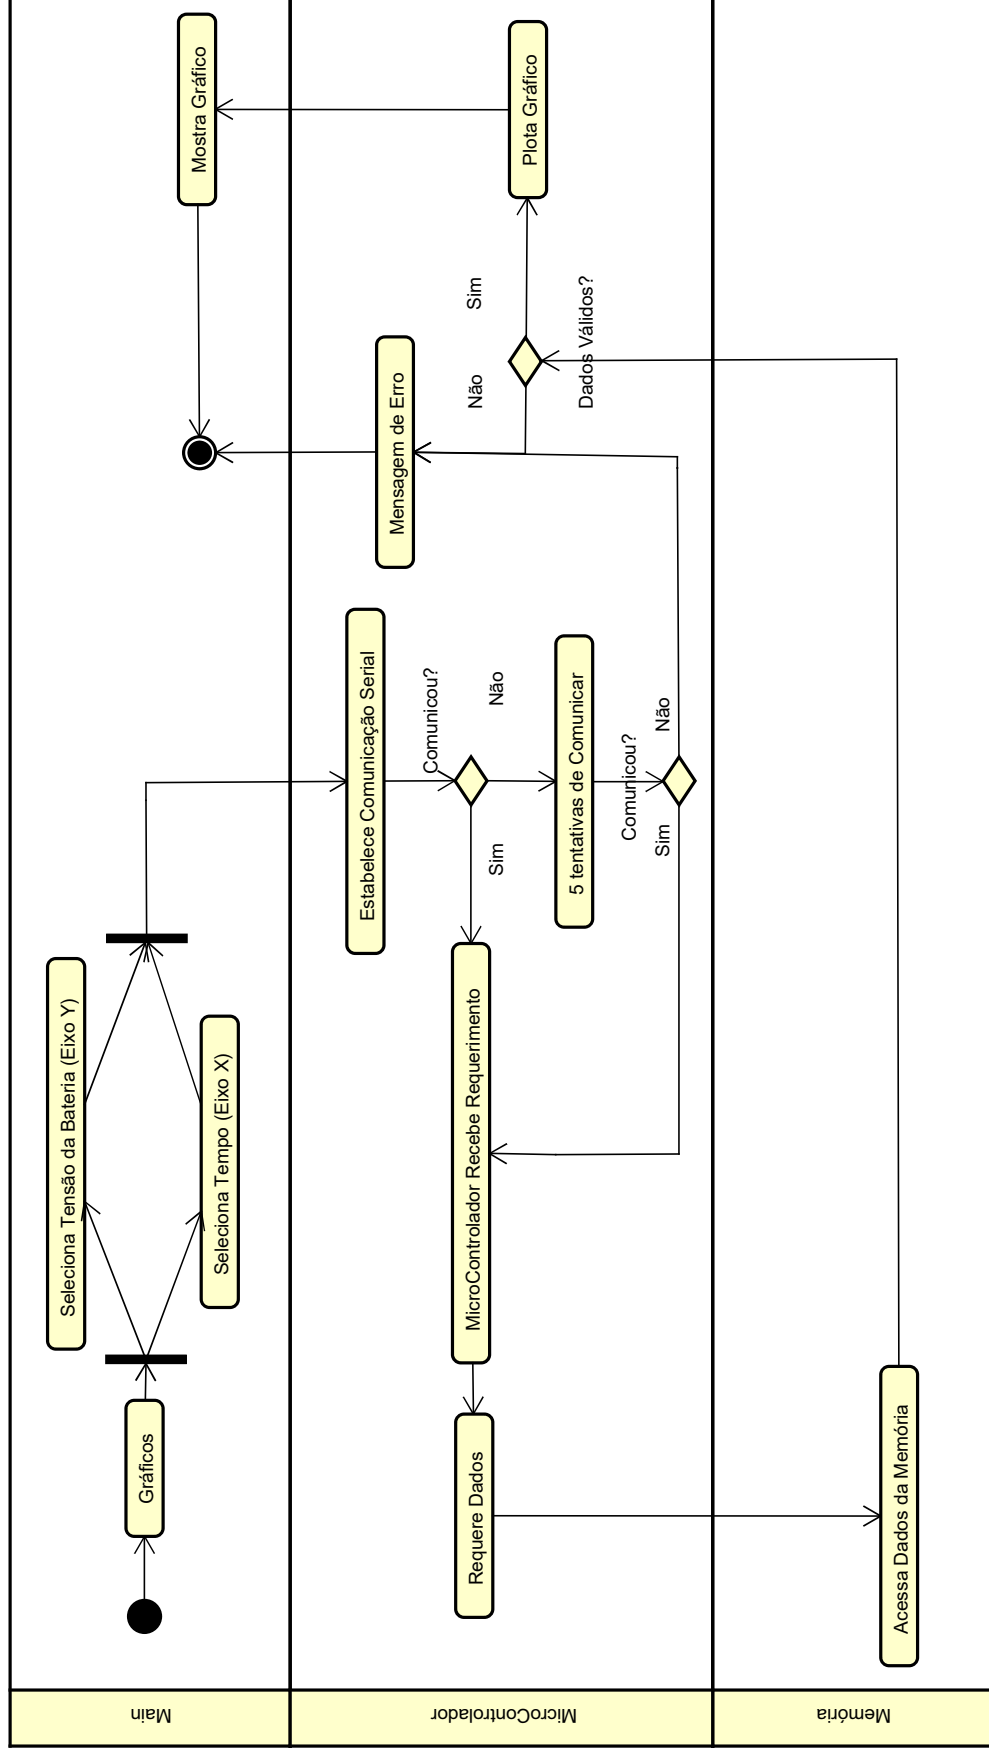 Main
Gráficos
Seleciona Tensão da Bateria (Eixo Y)
Seleciona Tempo (Eixo X)
Mostra Gráfico
MicroControlador
Estabelece Comunicação Serial
Comunicou?
Sim
Não
5 tentativas de Comunicar
Comunicou?
Sim
Não
MicroControlador Recebe Requerimento
Requere Dados
Mensagem de Erro
Não
Sim
Dados Válidos?
Plota Gráfico
Memória
Acessa Dados da Memória